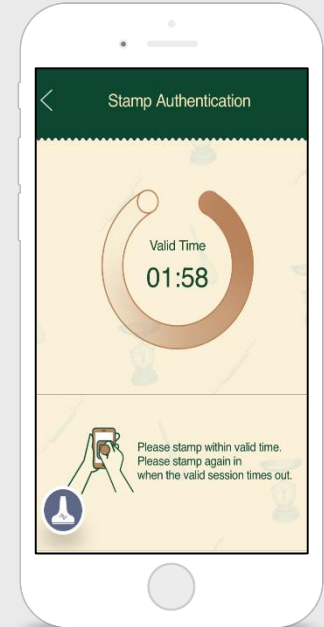 Stamp Authentication
Valid Time
01:58
Please stamp within valid time.
Please stamp again in
when the valid session times out.